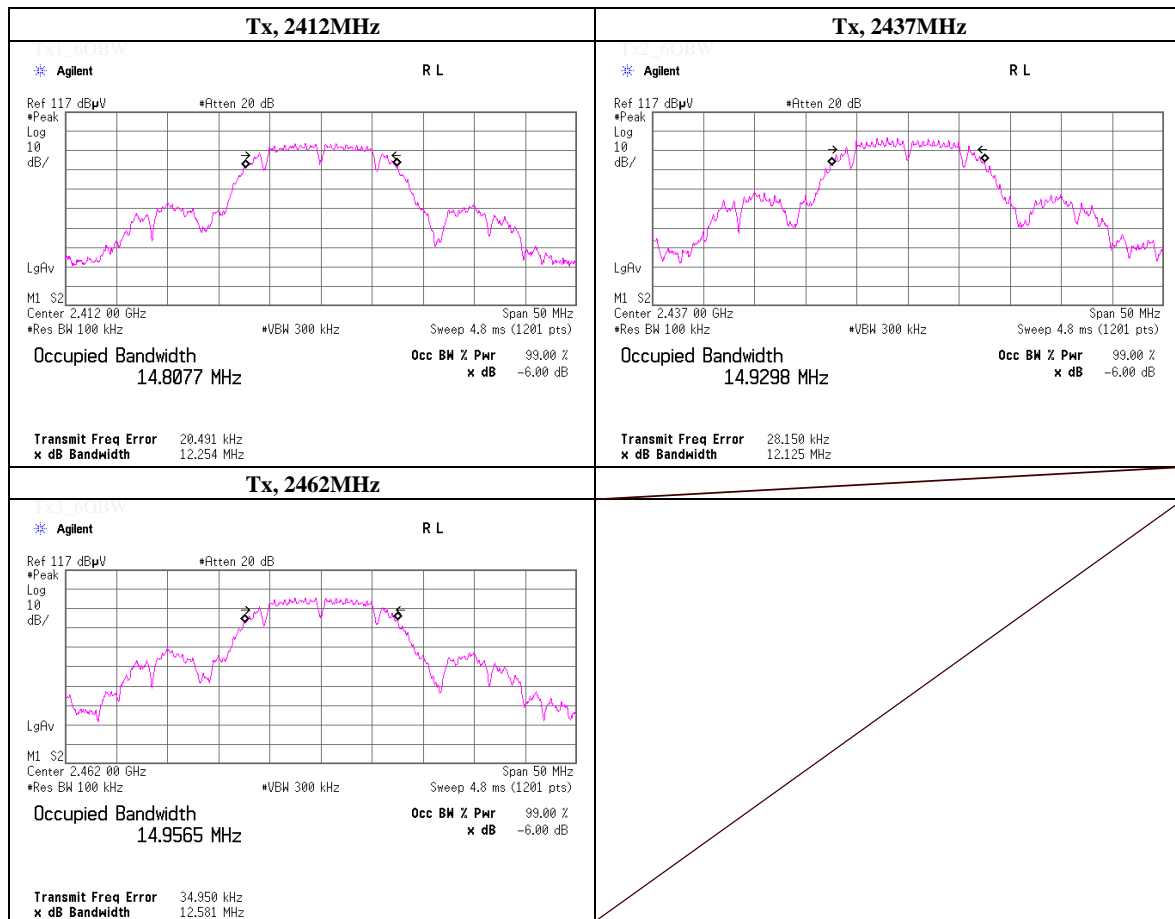 Tx, 2412MHz
Tx1_6OBW
Agilent R L
Ref 117 dBµV #Atten 20 dB
#Peak
Log
10
dB/
LgAv
M1 S2
Center 2.412 00 GHz Span 50 MHz
#Res BW 100 kHz #VBW 300 kHz Sweep 4.8 ms (1201 pts)
Occupied Bandwidth Occ BW % Pwr 99.00 %
14.8077 MHz x dB -6.00 dB
Transmit Freq Error 20.491 kHz
x dB Bandwidth 12.254 MHz
Tx, 2437MHz
Tx2_6OBW
Agilent R L
Ref 117 dBµV #Atten 20 dB
#Peak
Log
10
dB/
LgAv
M1 S2
Center 2.437 00 GHz Span 50 MHz
#Res BW 100 kHz #VBW 300 kHz Sweep 4.8 ms (1201 pts)
Occupied Bandwidth Occ BW % Pwr 99.00 %
14.9298 MHz x dB -6.00 dB
Transmit Freq Error 28.150 kHz
x dB Bandwidth 12.125 MHz
Tx, 2462MHz
Tx3_6OBW
Agilent R L
Ref 117 dBµV #Atten 20 dB
#Peak
Log
10
dB/
LgAv
M1 S2
Center 2.462 00 GHz Span 50 MHz
#Res BW 100 kHz #VBW 300 kHz Sweep 4.8 ms (1201 pts)
Occupied Bandwidth Occ BW % Pwr 99.00 %
14.9565 MHz x dB -6.00 dB
Transmit Freq Error 34.950 kHz
x dB Bandwidth 12.581 MHz